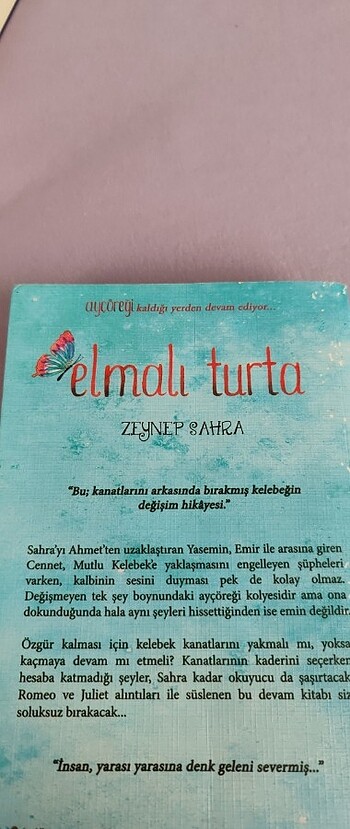 ayçöreği kaldığı yerden devam ediyor...
elmalı turta
ZEYNEP SAHRA
"Bu; kanatlarını arkasında bırakmış kelebeğin
değişim hikâyesi."
Sahra'yı Ahmet'ten uzaklaştıran Yasemin, Emir ile arasına giren
Cennet, Mutlu Kelebek'e yaklaşmasını engelleyen şüpheleri
varken, kalbinin sesini duyması pek de kolay olmaz.
Değişmeyen tek şey boynundaki ayçöreği kolyesidir ama ona
dokunduğunda hala aynı şeyleri hissettiğinden ise emin değildir.
Özgür kalması için kelebek kanatlarını yakmalı mı, yoksa
kaçmaya devam mı etmeli? Kanatlarının kaderini seçerken
hesaba katmadığı şeyler, Sahra kadar okuyucu da şaşırtacak
Romeo ve Juliet alıntıları ile süslenen bu devam kitabı siz
soluksuz bırakacak...
"İnsan, yarası yarasına denk geleni severmiş..."